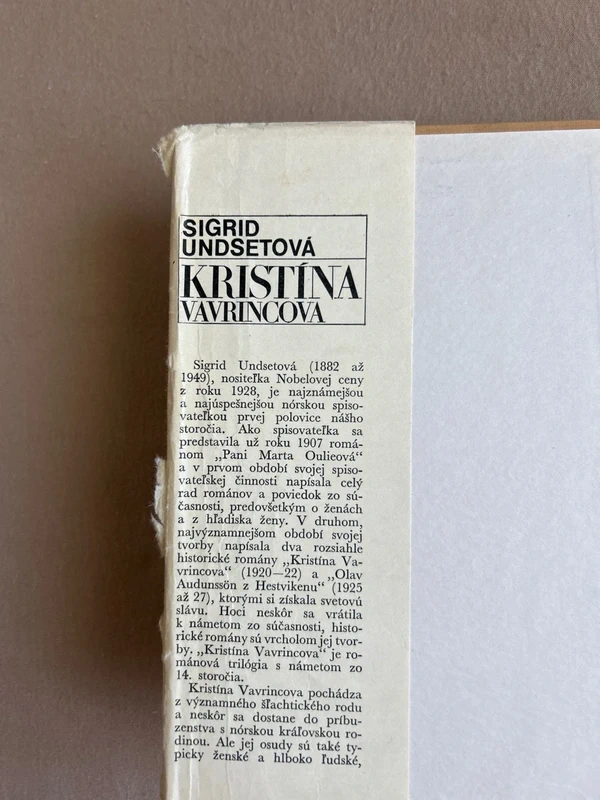 SIGRID
UNDSETOVÁ
KRISTÍNA
VAVRINCOVA
Sigrid Undsetová (1882 až
1949), nositeľka Nobelovej ceny
z roku 1928, je najznámejšou
a najúspešnejšou nórskou spiso-
vateľkou prvej polovice nášho
storočia. Ako spisovateľka sa
predstavila už roku 1907 romá-
nom „Pani Marta Oulieová“
a v prvom období svojej spiso-
vateľskej činnosti napísala celý
rad románov a poviedok zo sú-
časnosti, predovšetkým o ženách
a z hľadiska ženy. V druhom,
najvýznamnejšom období svojej
tvorby napísala dva rozsiahle
historické romány „Kristína Va-
vrincova“ (1920—22) a „Olav
Audunssön z Hestvikenu“ (1925
až 27), ktorými si získala svetovú
slávu. Hoci neskôr sa vrátila
k námetom zo súčasnosti, histo-
rické romány sú vrcholom jej tvor-
by. „Kristína Vavrincova“ je ro-
mánová trilógia s námetom zo
14. storočia.
Kristína Vavrincova pochádza
z významného šľachtického rodu
a neskôr sa dostane do príbu-
zenstva s nórskou kráľovskou ro-
dinou. Ale jej osudy sú také ty-
picky ženské a hlboko ľudské,